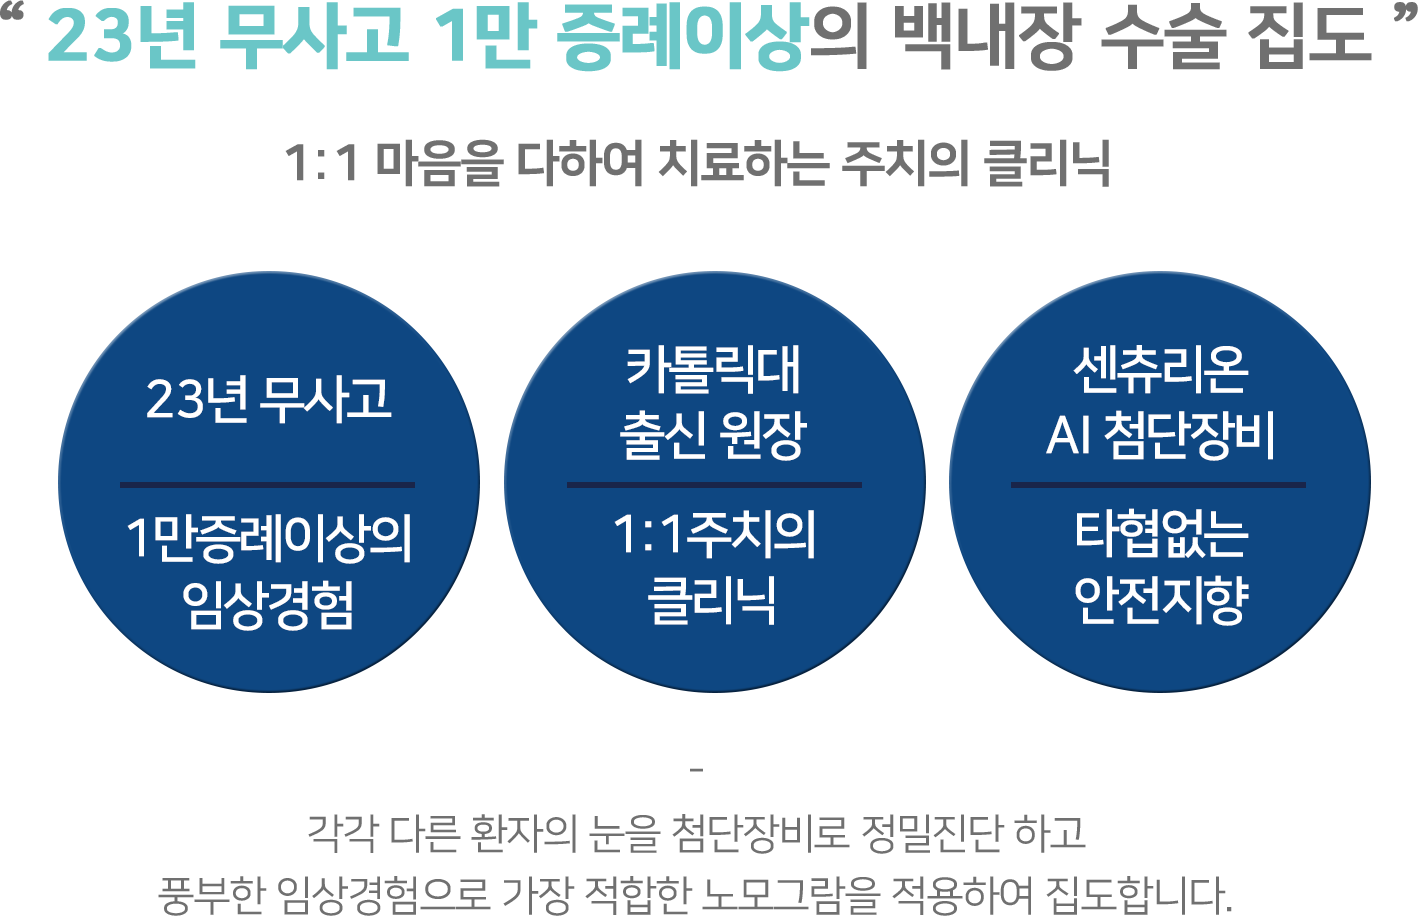 “ 23년 무사고 1만 증례이상의 백내장 수술 집도 ”
1:1 마음을 다하여 치료하는 주치의 클리닉
23년 무사고
1만증례이상의
임상경험
카톨릭대
출신 원장
1:1주치의
클리닉
센츄리온
AI 첨단장비
타협없는
안전지향
–
각각 다른 환자의 눈을 첨단장비로 정밀진단 하고
풍부한 임상경험으로 가장 적합한 노모그람을 적용하여 집도합니다.